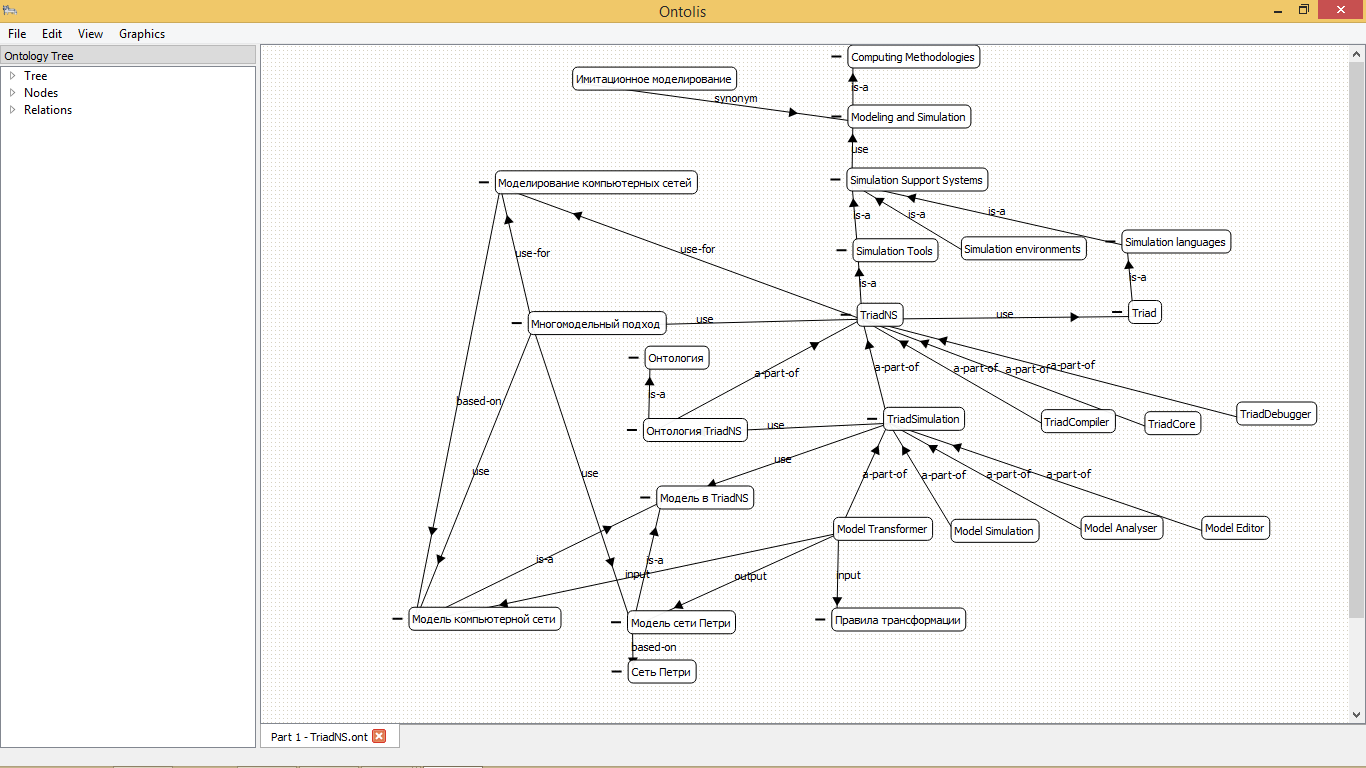 Ontolis
File Edit View Graphics
Ontology Tree
Tree
Nodes
Relations
Computing Methodologies
Имитационное моделирование
is-a
synonym
Modeling and Simulation
use
Simulation Support Systems
Моделирование компьютерных сетей
is-a
is-a
is-a
Simulation languages
use-for
use-for
Simulation Tools
Simulation environments
is-a
is-a
TriadNS
use
Triad
Многомодельный подход
use
Онтология
a-part-of
a-part-of
a-part-of
a-part-of
a-part-of
is-a
based-on
TriadSimulation
TriadCompiler
TriadCore
TriadDebugger
Онтология TriadNS
use
use
use
use
a-part-of
a-part-of
a-part-of
a-part-of
Модель в TriadNS
Model Transformer
Model Simulation
Model Analyser
Model Editor
is-a
is-a
input
output
input
Модель компьютерной сети
Модель сети Петри
Правила трансформации
based-on
Сеть Петри
Part 1 - TriadNS.ont